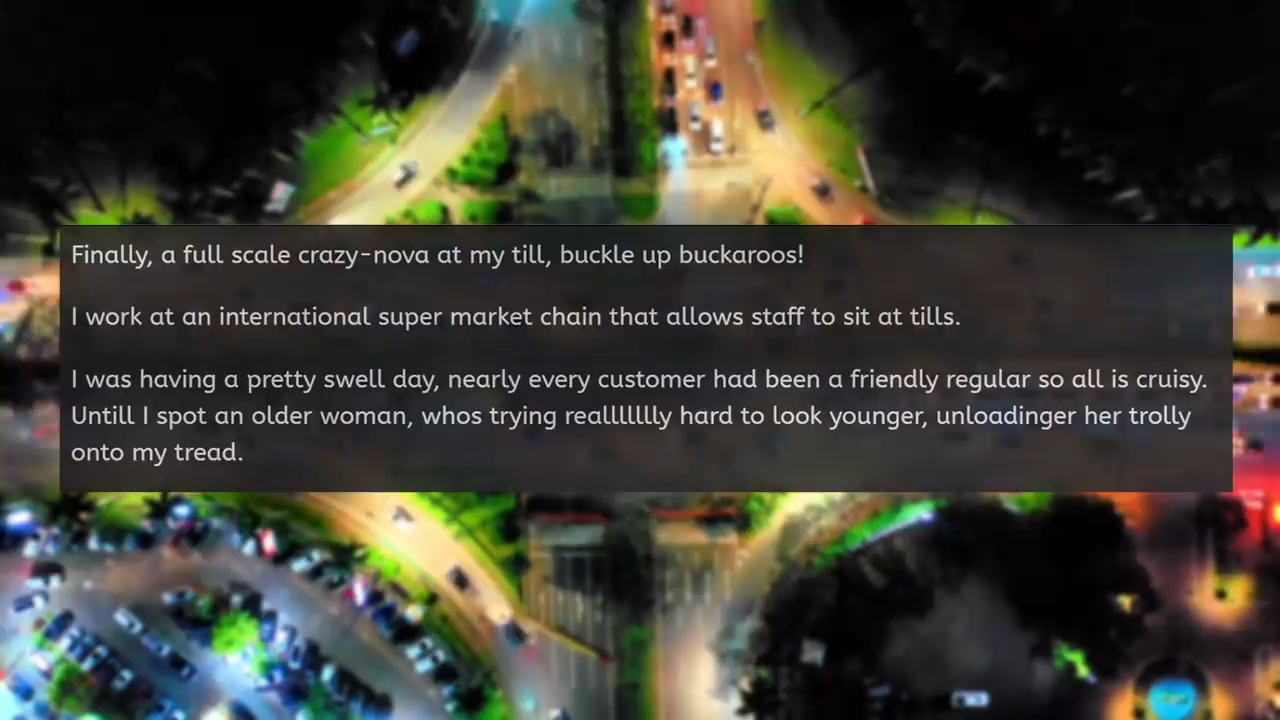 Finally, a full scale crazy-nova at my till, buckle up buckaroos!
I work at an international super market chain that allows staff to sit at tills.
I was having a pretty swell day, nearly every customer had been a friendly regular so all is cruisy.
Untill I spot an older woman, whos trying realllllllly hard to look younger, unloadinger her trolly
onto my tread.